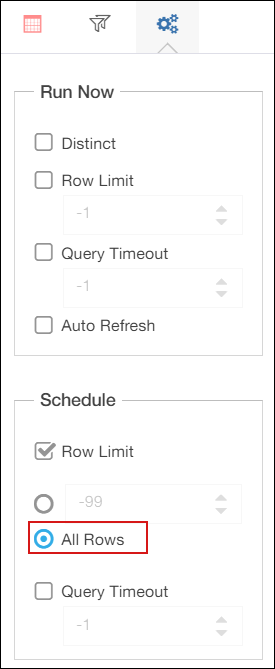 Run Now
Distinct
Row Limit
-1
Query Timeout
-1
Auto Refresh
Schedule
Row Limit
-99
All Rows
Query Timeout
-1